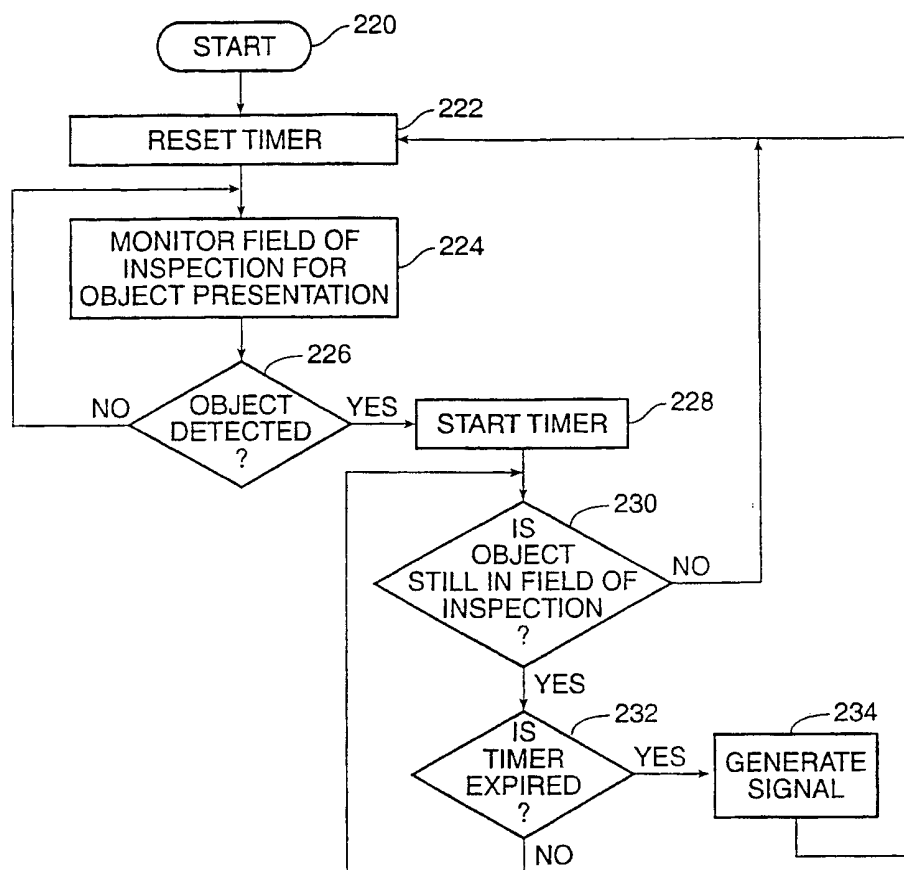 START
220
222
RESET TIMER
MONITOR FIELD OF
INSPECTION FOR
OBJECT PRESENTATION
224
226
NO
OBJECT
DETECTED
?
YES
START TIMER
228
230
IS
OBJECT
STILL IN FIELD OF
INSPECTION
?
NO
YES
232
IS
TIMER
EXPIRED
?
YES
234
GENERATE
SIGNAL
NO